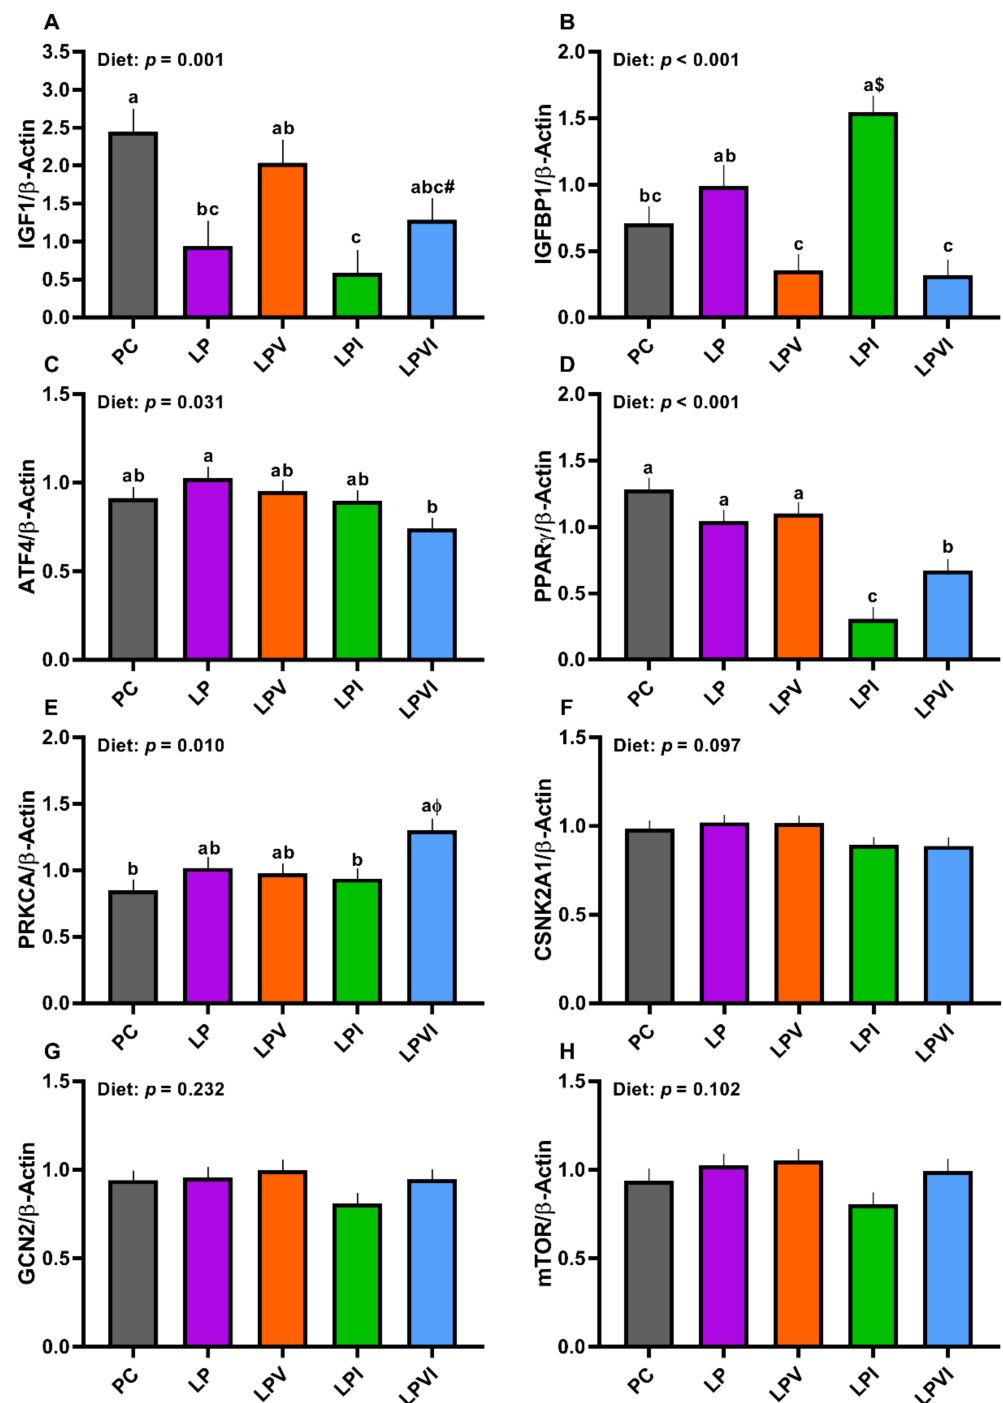 A
Diet: p = 0.001
IGF1/β-Actin
3.5
3.0
2.5
2.0
1.5
1.0
0.5
0.0
a
bc
ab
c
abc#
PC
LP
LPV
LPI
LPVI
B
Diet: p < 0.001
IGFBP1/β-Actin
2.0
1.5
1.0
0.5
0.0
bc
ab
c
a$
c
PC
LP
LPV
LPI
LPVI
C
Diet: p = 0.031
ATF4/β-Actin
1.5
1.0
0.5
0.0
ab
a
ab
ab
b
PC
LP
LPV
LPI
LPVI
D
Diet: p < 0.001
PPARγ/β-Actin
2.0
1.5
1.0
0.5
0.0
a
a
a
c
b
PC
LP
LPV
LPI
LPVI
E
Diet: p = 0.010
PRKCA/β-Actin
2.0
1.5
1.0
0.5
0.0
b
ab
ab
b
aϕ
PC
LP
LPV
LPI
LPVI
F
Diet: p = 0.097
CSNK2A1/β-Actin
1.5
1.0
0.5
0.0
PC
LP
LPV
LPI
LPVI
G
Diet: p = 0.232
GCN2/β-Actin
1.5
1.0
0.5
0.0
PC
LP
LPV
LPI
LPVI
H
Diet: p = 0.102
mTOR/β-Actin
1.5
1.0
0.5
0.0
PC
LP
LPV
LPI
LPVI